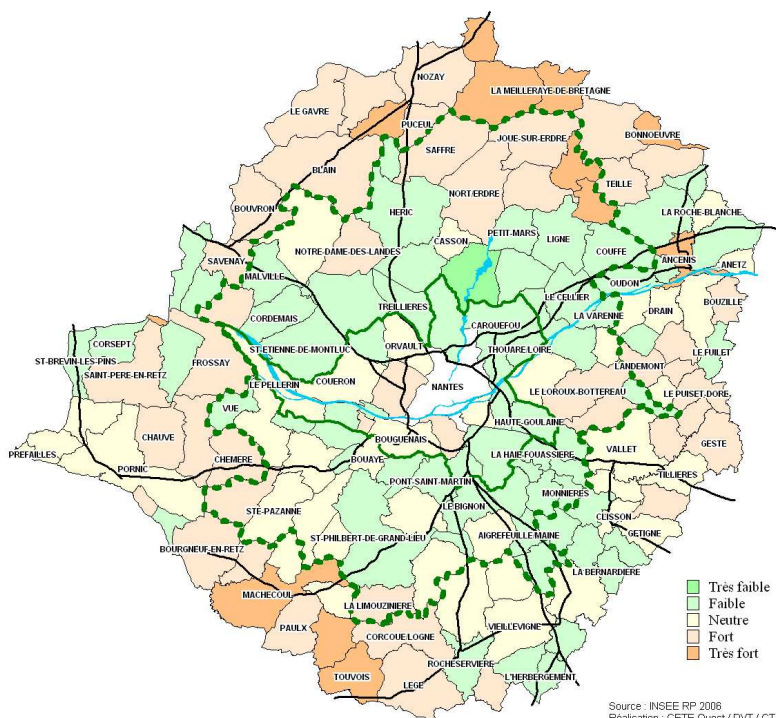 NOZAY
LA MEILLERAYE-DE-BRETAGNE
LE GAVRE
PUCEUL
BONNOEUVRE
SAFFRE
JOUE-SUR-ERDRE
BLAIN
TEILLE
NORT/ERDRE
BOUVRON
HERIC
LA ROCHE-BLANCHE
PETIT-MARS
LIGNE
CASSON
NOTRE-DAME-DES-LANDES
COUFFE
SAVENAY
ANCENIS
ANETZ
MALVILLE
OUDON
LE CELLIER
BOUZILLE
TREILLIERES
CORDEMAIS
LA VARENNE
DRAIN
CARQUEFOU
CORSEPT
ORVAULT
ST-ETIENNE-DE-MONTLUC
THOUARE/LOIRE
LE FUILET
ST-BREVIN-LES-PINS
FROSSAY
LANDEMONT
SAINT-PERE-EN-RETZ
COUERON
LE PELLERIN
NANTES
LE LOROUX-BOTTEREAU
LE PUISET-DORE
VUE
HAUTE-GOULAINE
CHAUVE
BOUGUENAIS
GESTE
PREFAILLES
VALLET
LA HAIE-FOUASSIERE
CHEMERE
BOUAYE
PORNIC
TILLIERES
PONT-SAINT-MARTIN
MONNIERES
LE BIGNON
STE-PAZANNE
CLISSON
GETIGNE
ST-PHILBERT-DE-GRAND-LIEU
AIGREFEUILLE/MAINE
BOURGNEUF-EN-RETZ
LA BERNARDIERE
MACHECOUL
LA LIMOUZINIERE
PAULX
VIEILLEVIGNE
CORCOUE/LOGNE
ROCHESERVIERE
TOUVOIS
L'HERBERGEMENT
LEGE
Très faible
Faible
Neutre
Fort
Très fort
Source : INSEE RP 2006
Réalisation : CETE Ouest / DVT / CT